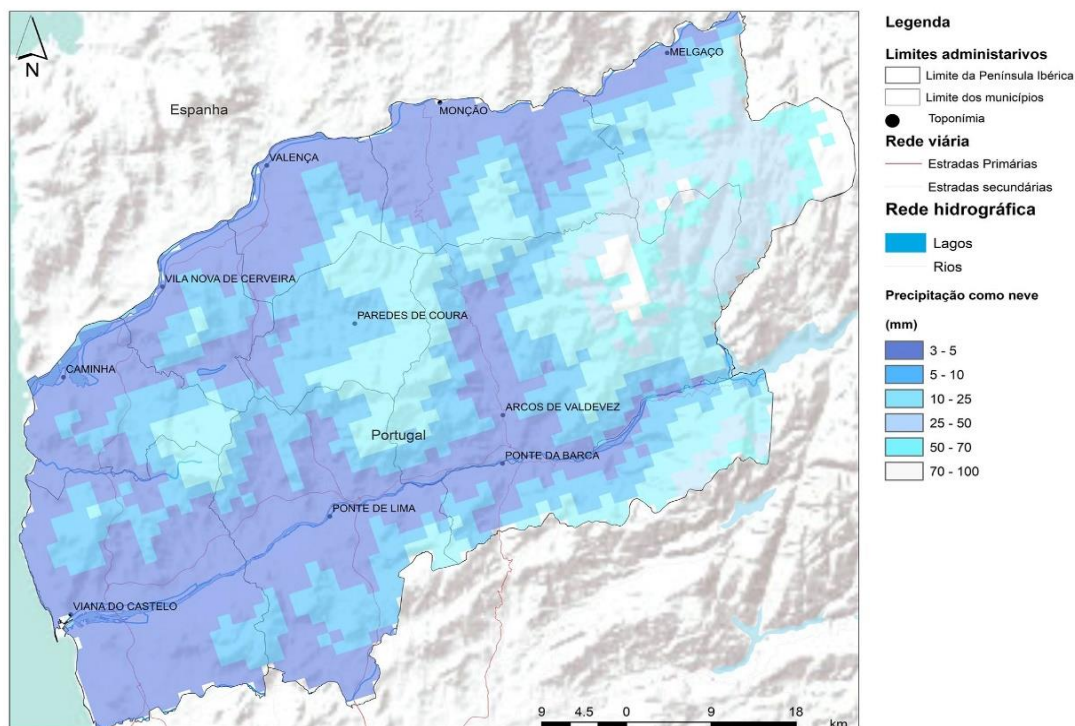 N
Espanha
MELGAÇO
MONÇÃO
VALENÇA
VILA NOVA DE CERVEIRA
PAREDES DE COURA
CAMINHA
ARCOS DE VALDEVEZ
Portugal
PONTE DA BARCA
PONTE DE LIMA
VIANA DO CASTELO
9 4.5 0 9 18
km
Legenda
Limites administarivos
Limite da Península Ibérica
Limite dos municípios
Toponímia
Rede viária
Estradas Primárias
Estradas secundárias
Rede hidrográfica
Lagos
Rios
Precipitação como neve
(mm)
3 - 5
5 - 10
10 - 25
25 - 50
50 - 70
70 - 100